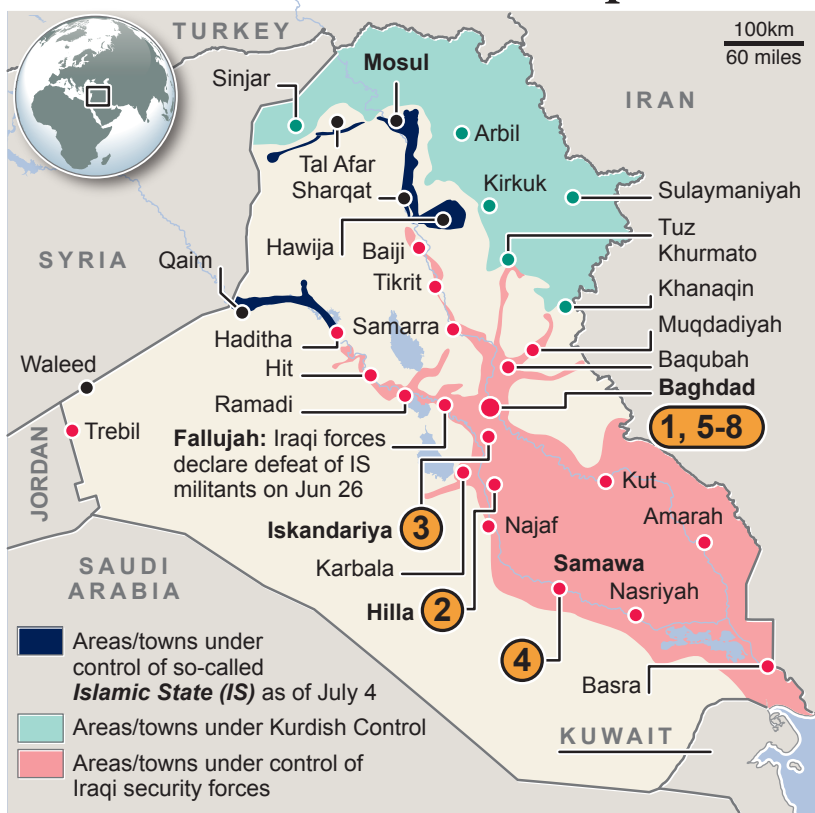 TURKEY
100km
60 miles
Mosul
Sinjar
IRAN
Arbil
Tal Afar
Sharqat
Kirkuk
Sulaymaniyah
Hawija
Baiji
Tuz
Khurmato
SYRIA
Qaim
Tikrit
Khanaqin
Haditha
Samarra
Muqdadiyah
Waleed
Hit
Baqubah
Ramadi
Baghdad
1, 5-8
Trebil
Fallujah: Iraqi forces
declare defeat of IS
militants on Jun 26
JORDAN
Kut
Iskandariya 3
Najaf
Amarah
SAUDI
ARABIA
Karbala
Samawa
Hilla 2
Nasriyah
4
Areas/towns under
control of so-called
Islamic State (IS) as of July 4
Basra
Areas/towns under Kurdish Control
KUWAIT
Areas/towns under control of
Iraqi security forces